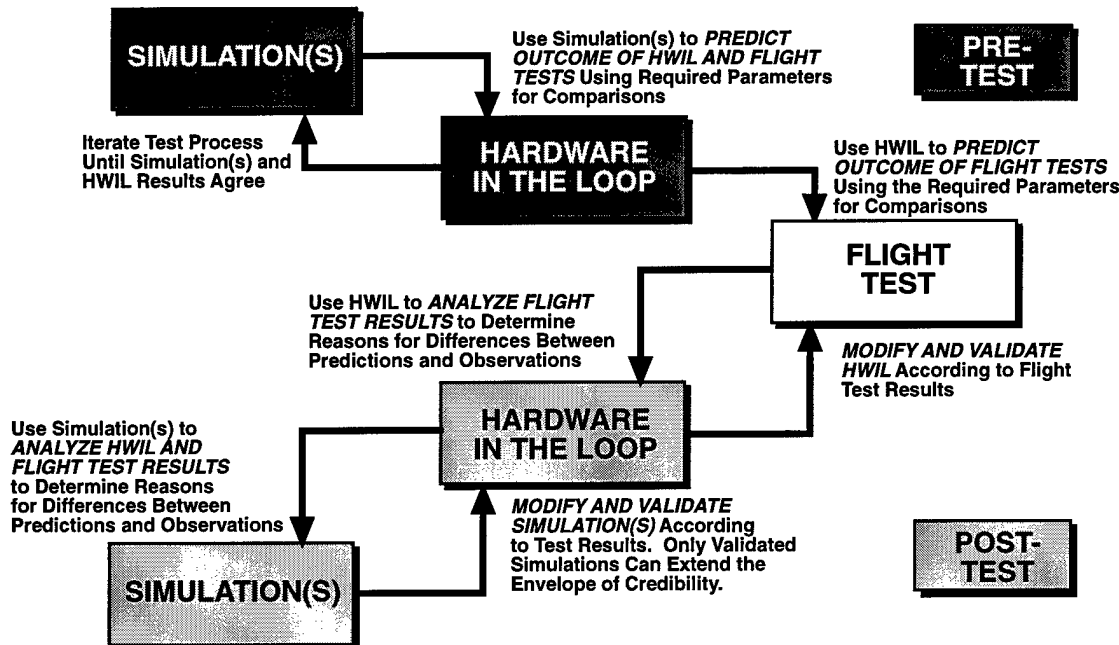 SIMULATION(S)
Use Simulation(s) to PREDICT
OUTCOME OF HWIL AND FLIGHT
TESTS Using Required Parameters
for Comparisons
PRE-
TEST
Iterate Test Process
Until Simulation(s) and
HWIL Results Agree
HARDWARE
IN THE LOOP
Use HWIL to PREDICT
OUTCOME OF FLIGHT TESTS
Using the Required Parameters
for Comparisons
FLIGHT
TEST
Use HWIL to ANALYZE FLIGHT
TEST RESULTS to Determine
Reasons for Differences Between
Predictions and Observations
MODIFY AND VALIDATE
HWIL According to Flight
Test Results
HARDWARE
IN THE LOOP
Use Simulation(s) to
ANALYZE HWIL AND
FLIGHT TEST RESULTS
to Determine Reasons
for Differences Between
Predictions and Observations
MODIFY AND VALIDATE
SIMULATION(S) According
to Test Results. Only Validated
Simulations Can Extend the
Envelope of Credibility.
SIMULATION(S)
POST-
TEST